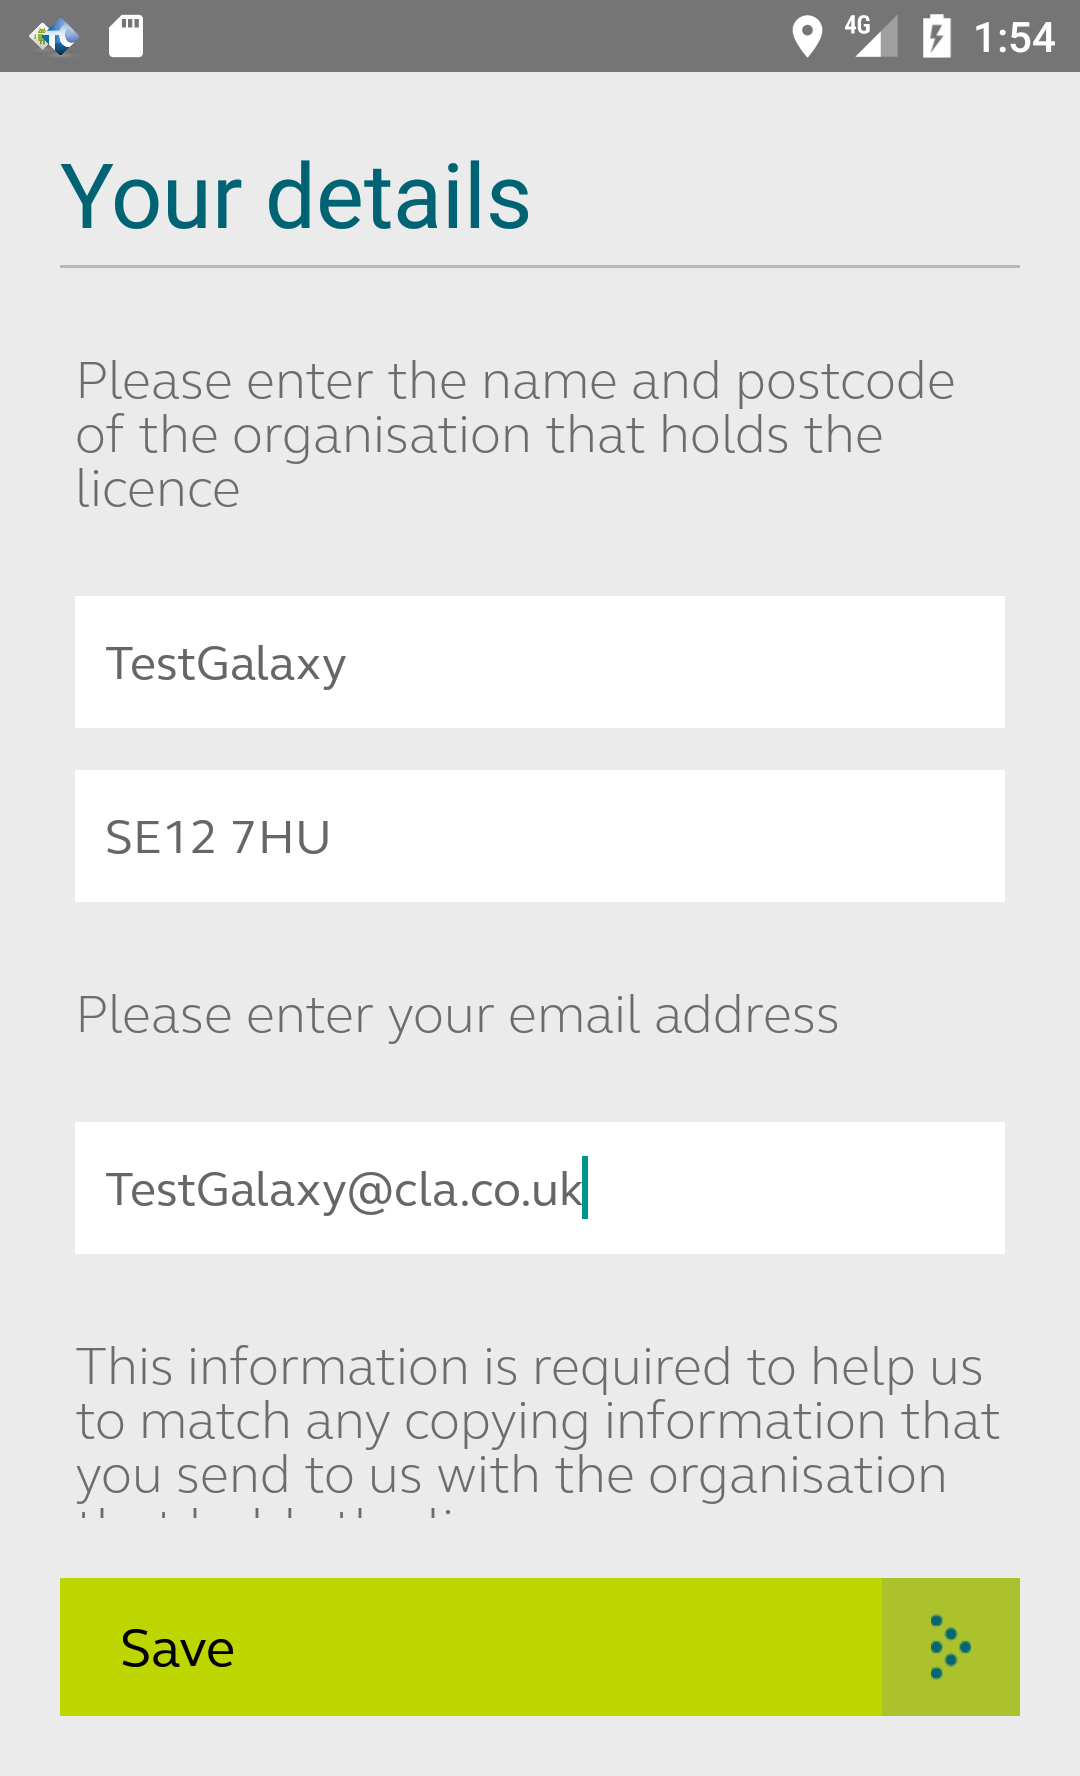 4G 1:54
Your details
Please enter the name and postcode
of the organisation that holds the
licence
TestGalaxy
SE12 7HU
Please enter your email address
TestGalaxy@cla.co.uk
This information is required to help us
to match any copying information that
you send to us with the organisation
Save